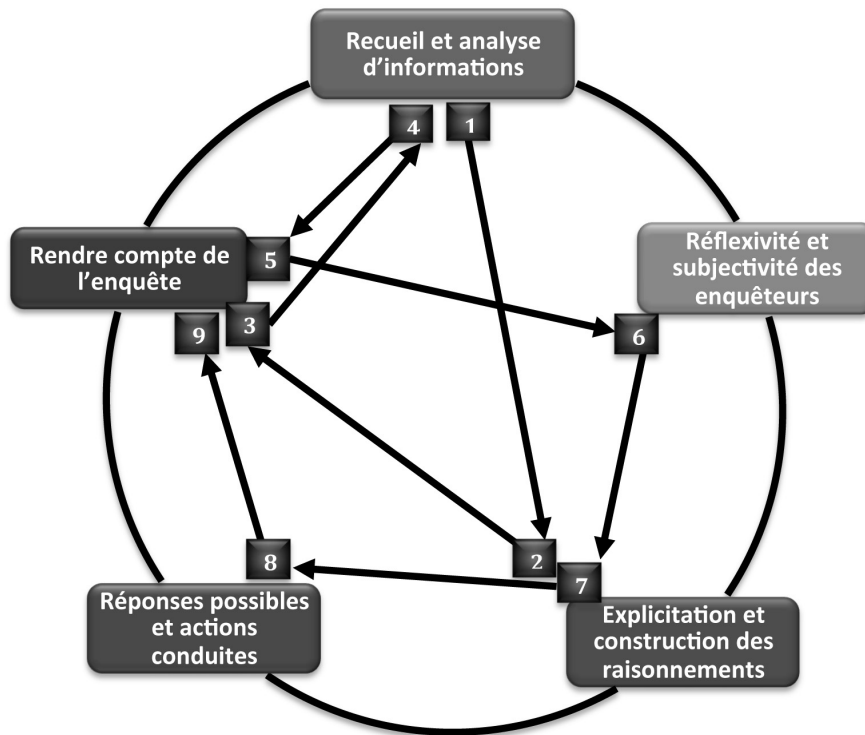 Recueil et analyse
d’informations
4
1
Rendre compte de
l’enquête
5
Réflexivité et
subjectivité des
enquêteurs
3
9
6
2
8
7
Réponses possibles
et actions
conduites
Explicitation et
construction des
raisonnements